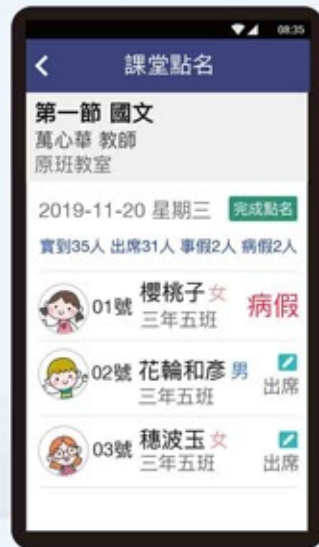 08:35
課堂點名
第一節 國文
萬心華 教師
原班教室
2019-11-20 星期三 完成點名
實到35人 出席31人 事假2人 病假2人
01號 櫻桃子 女 病假
三年五班
02號 花輪和彥 男
三年五班 出席
03號 穗波玉 女
三年五班 出席